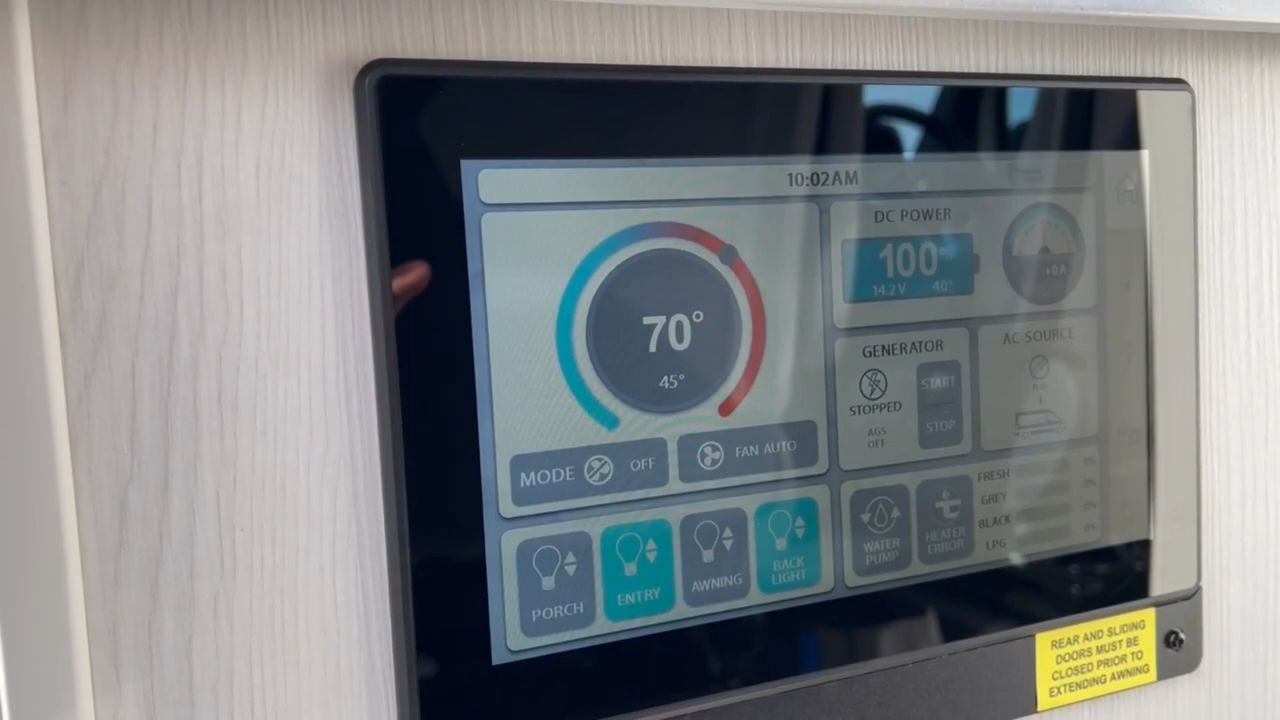 10:02AM
70°
45°
MODE OFF
FAN AUTO
DC POWER
100°
14.2 V 40°
+0A
GENERATOR
STOPPED
AGS
OFF
START
STOP
AC SOURCE
PORCH
ENTRY
AWNING
BACK
LIGHT
WATER
PUMP
HEATER
ERROR
FRESH ?
GREY ?
BLACK ?
LPG ?
REAR AND SLIDING
DOORS MUST BE
CLOSED PRIOR TO
EXTENDING AWNING